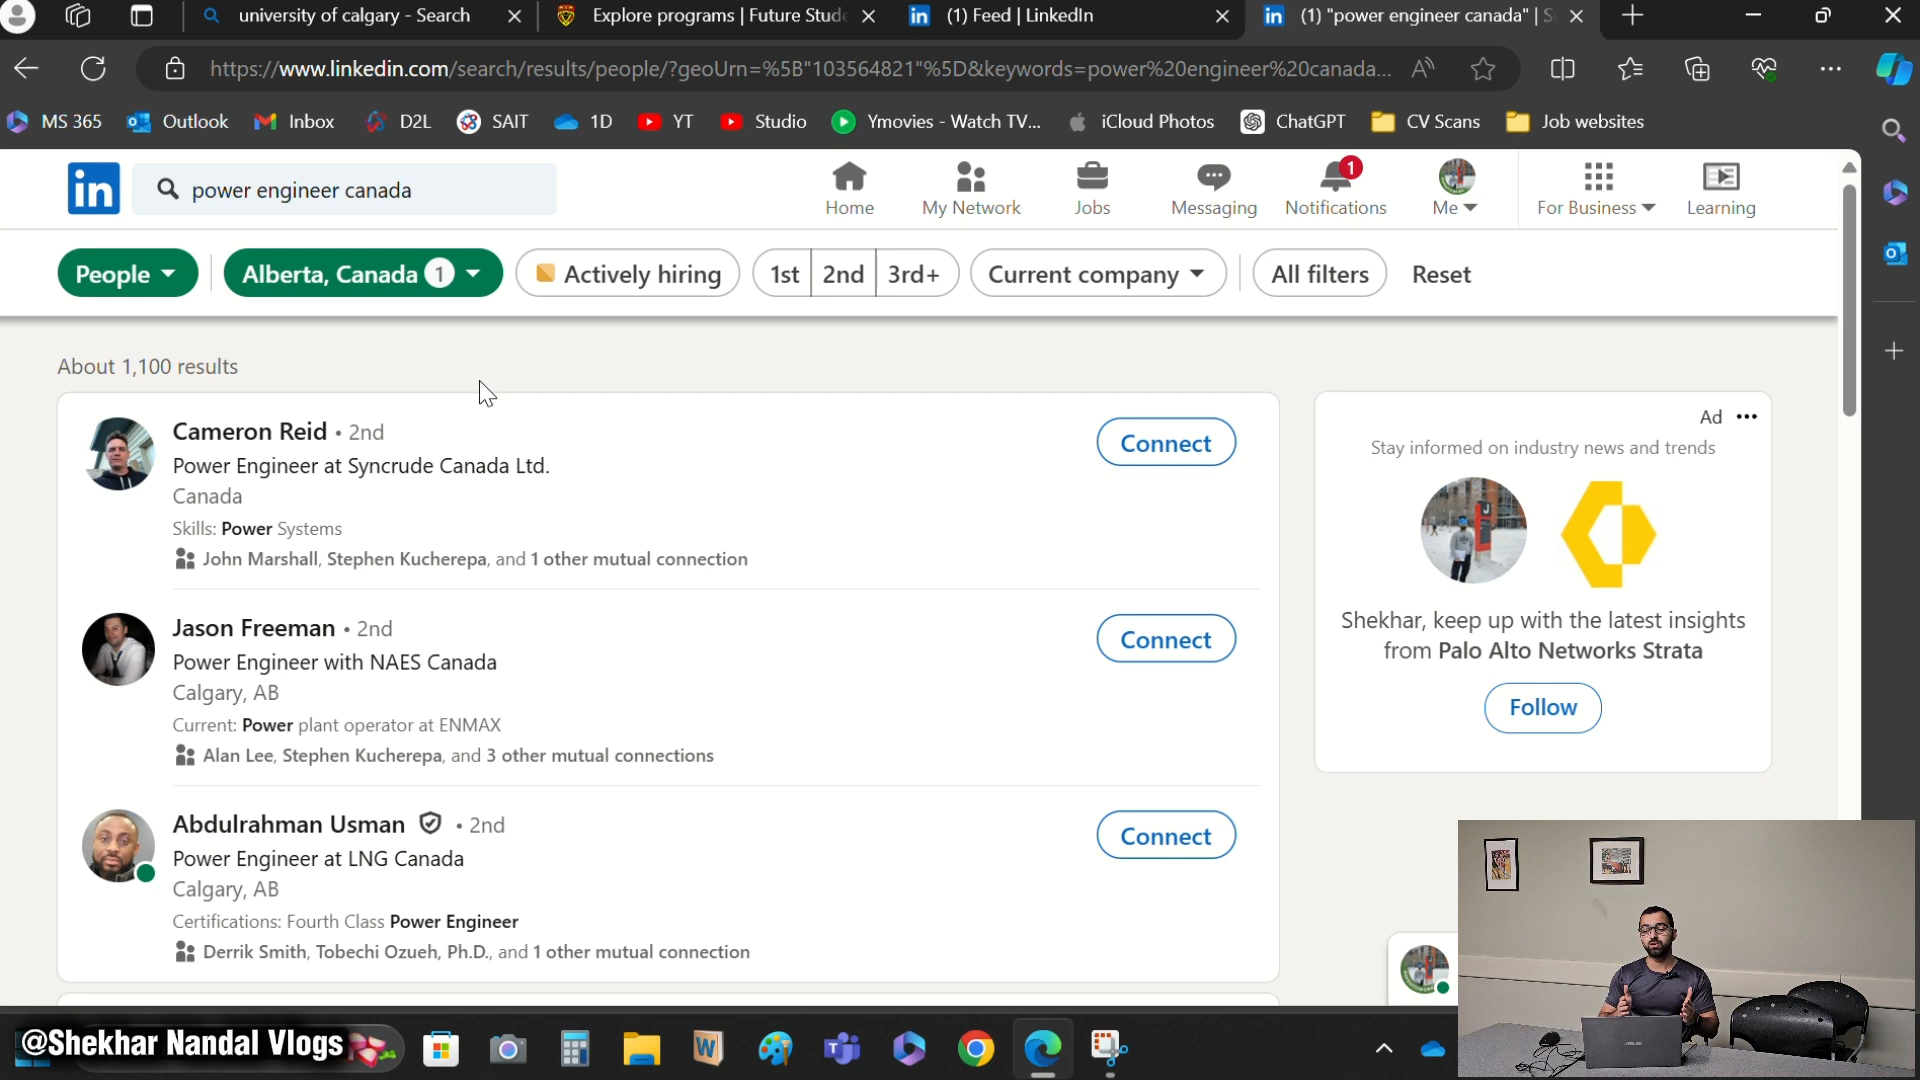 university of calgary - Search
Explore programs | Future Stude
(1) Feed | LinkedIn
(1) "power engineer canada" | S
https://www.linkedin.com/search/results/people/?geoUrn=%5B"103564821"%5D&keywords=power%20engineer%20canada...
MS 365
Outlook
Inbox
D2L
SAIT
1D
YT
Studio
Ymovies - Watch TV...
iCloud Photos
ChatGPT
CV Scans
Job websites
in
power engineer canada
Home
My Network
Jobs
Messaging
1
Notifications
Me
For Business
Learning
People
Alberta, Canada 1
Actively hiring
1st
2nd
3rd+
Current company
All filters
Reset
About 1,100 results
Cameron Reid • 2nd
Power Engineer at Syncrude Canada Ltd.
Canada
Skills: Power Systems
John Marshall, Stephen Kucherepa, and 1 other mutual connection
Connect
Jason Freeman • 2nd
Power Engineer with NAES Canada
Calgary, AB
Current: Power plant operator at ENMAX
Alan Lee, Stephen Kucherepa, and 3 other mutual connections
Connect
Abdulrahman Usman • 2nd
Power Engineer at LNG Canada
Calgary, AB
Certifications: Fourth Class Power Engineer
Derrik Smith, Tobechi Ozueh, Ph.D., and 1 other mutual connection
Connect
Ad •••
Stay informed on industry news and trends
Shekhar, keep up with the latest insights
from Palo Alto Networks Strata
Follow
@Shekhar Nandal Vlogs